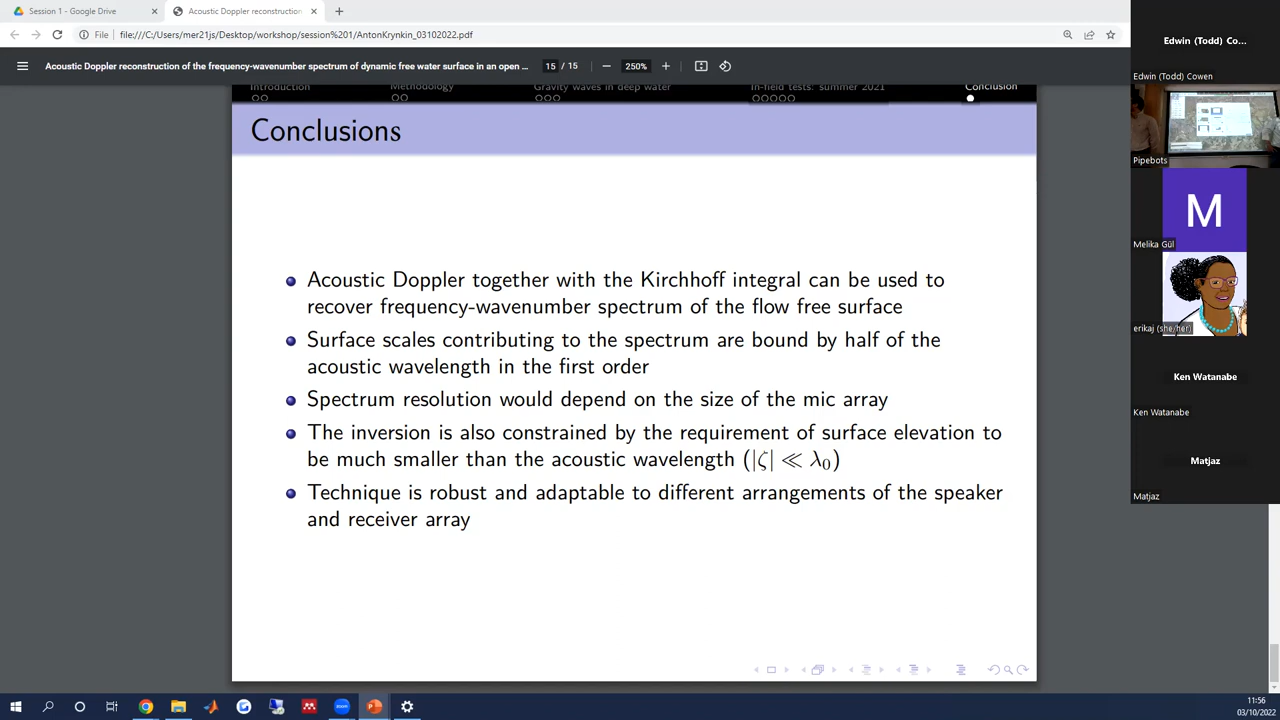 Session 1 - Google Drive
Acoustic Doppler reconstruction
File
file:///C:/Users/mer21js/Desktop/workshop/session%201/AntonKrynkin_03102022.pdf
Acoustic Doppler reconstruction of the frequency-wavenumber spectrum of dynamic free water surface in an open ...
15 / 15
250%
Introduction
Methodology
Gravity waves in deep water
In-field tests: summer 2021
Conclusion
Conclusions
Acoustic Doppler together with the Kirchhoff integral can be used to
recover frequency-wavenumber spectrum of the flow free surface
Surface scales contributing to the spectrum are bound by half of the
acoustic wavelength in the first order
Spectrum resolution would depend on the size of the mic array
The inversion is also constrained by the requirement of surface elevation to
be much smaller than the acoustic wavelength (|ζ| ≪ λ₀)
Technique is robust and adaptable to different arrangements of the speaker
and receiver array
Edwin (Todd) Co...
Edwin (Todd) Cowen
Pipebots
M
Melika Gül
erikaj (she/her)
Ken Watanabe
Ken Watanabe
Matjaz
Matjaz
11:56
03/10/2022